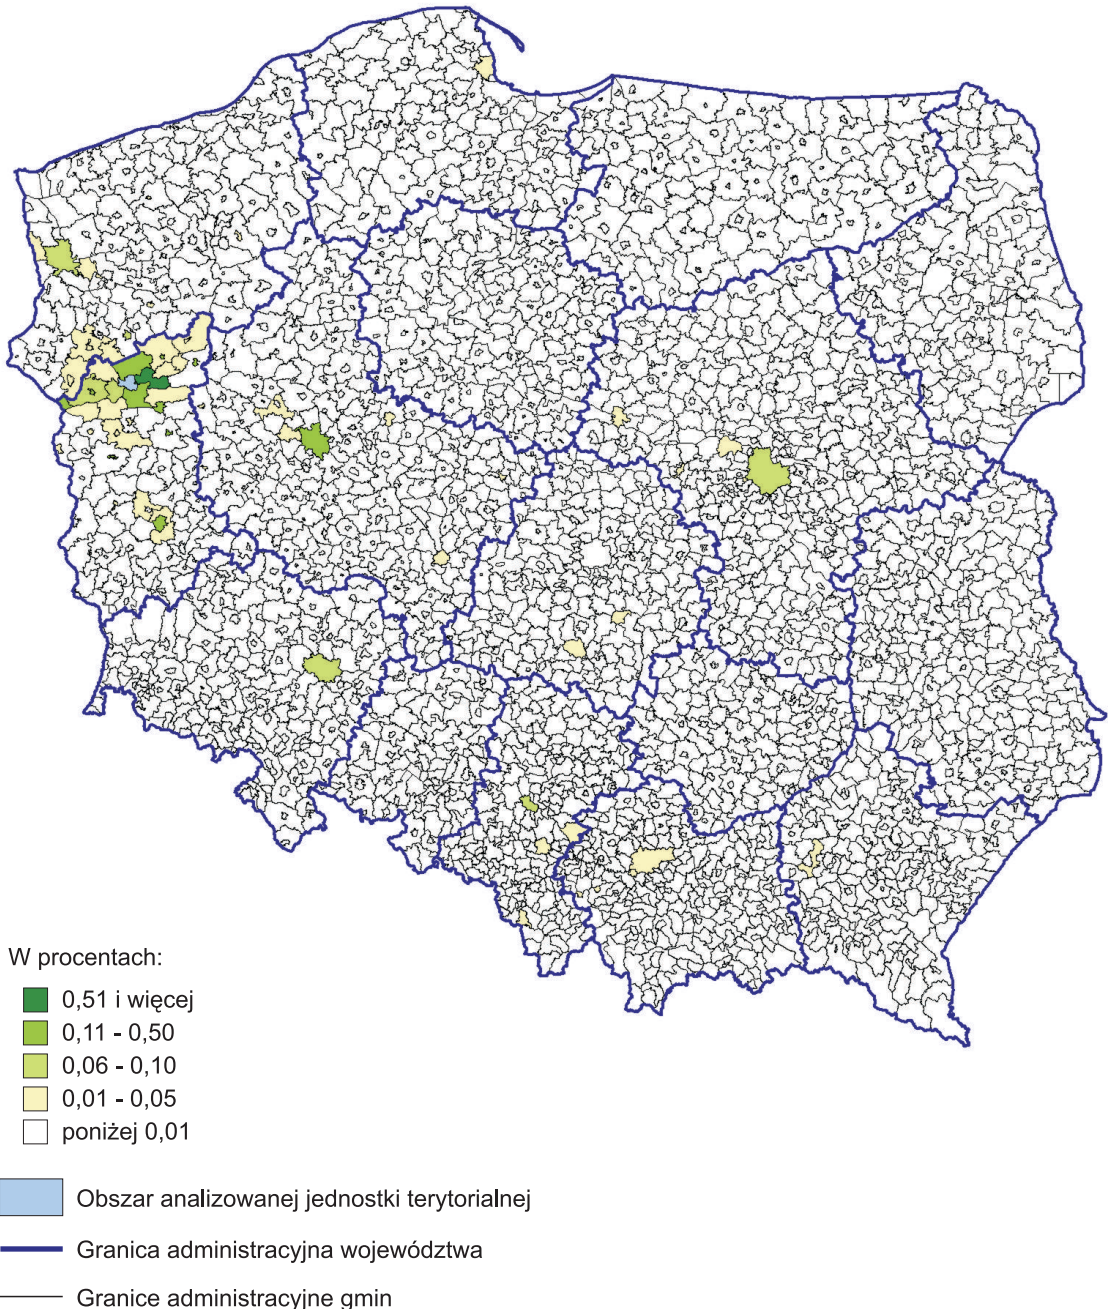 W procentach:
0,51 i więcej
0,11 - 0,50
0,06 - 0,10
0,01 - 0,05
poniżej 0,01
Obszar analizowanej jednostki terytorialnej
Granica administracyjna województwa
Granice administracyjne gmin